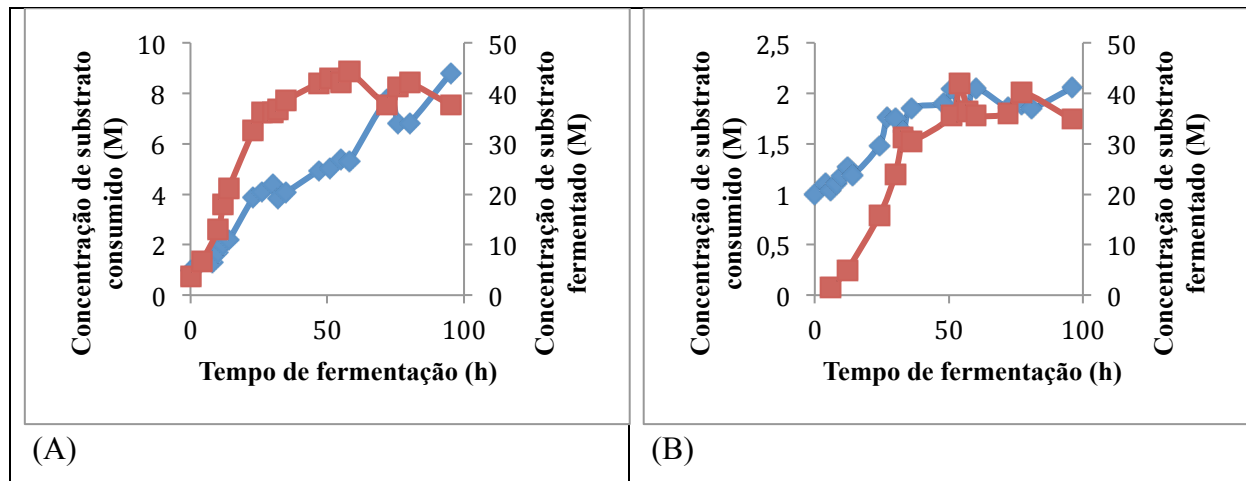 Concentração de substrato
consumido (M)
10
8
6
4
2
0
50
40
30
20
10
0
Concentração de substrato
fermentado (M)
0 50 100
Tempo de fermentação (h)
(A)
Concentração de substrato
consumido (M)
2,5
2
1,5
1
0,5
0
50
40
30
20
10
0
Concentração de substrato
fermentado (M)
0 50 100
Tempo de fermentação (h)
(B)